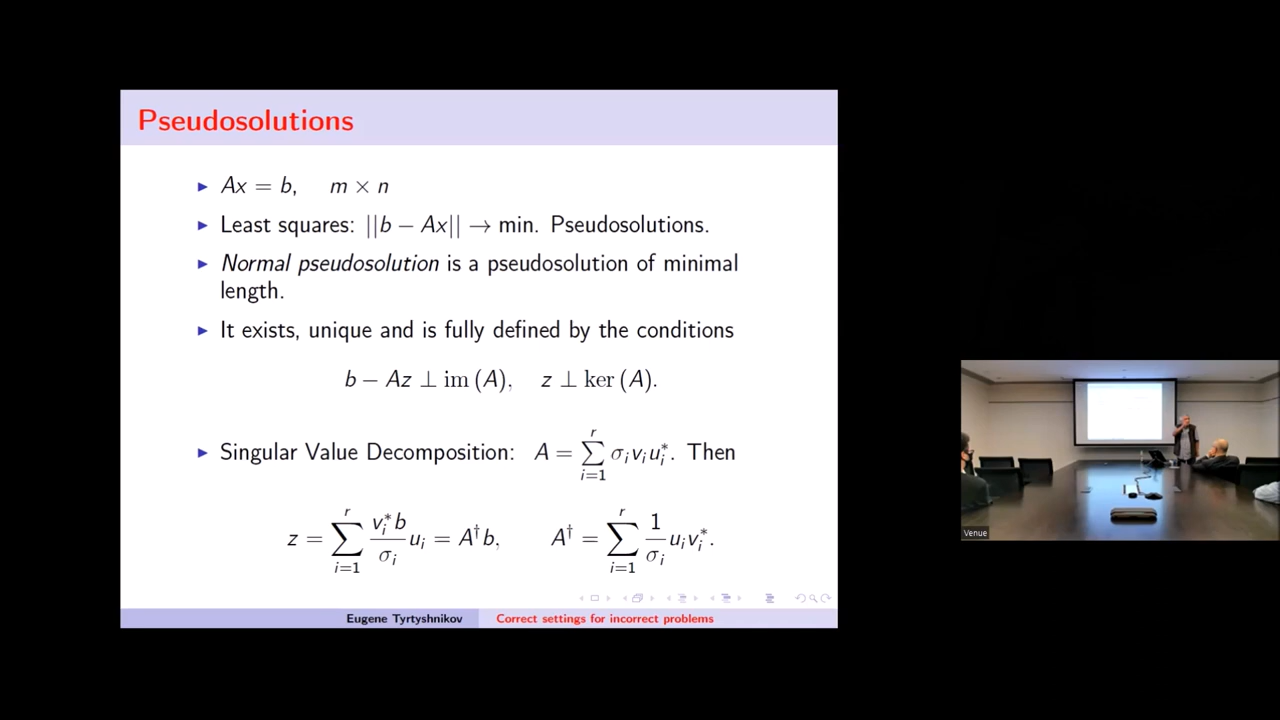 Pseudosolutions
▶ Ax = b, m × n
▶ Least squares: ||b − Ax|| → min. Pseudosolutions.
▶ Normal pseudosolution is a pseudosolution of minimal
length.
▶ It exists, unique and is fully defined by the conditions
b − Az ⊥ im (A), z ⊥ ker (A).
▶ Singular Value Decomposition: A = ∑_{i=1}^{r} σ_i v_i u_i^*. Then
z = ∑_{i=1}^{r} \frac{v_i^* b}{σ_i} u_i = A^† b, A^† = ∑_{i=1}^{r} \frac{1}{σ_i} u_i v_i^*.
Eugene Tyrtyshnikov Correct settings for incorrect problems
Venue